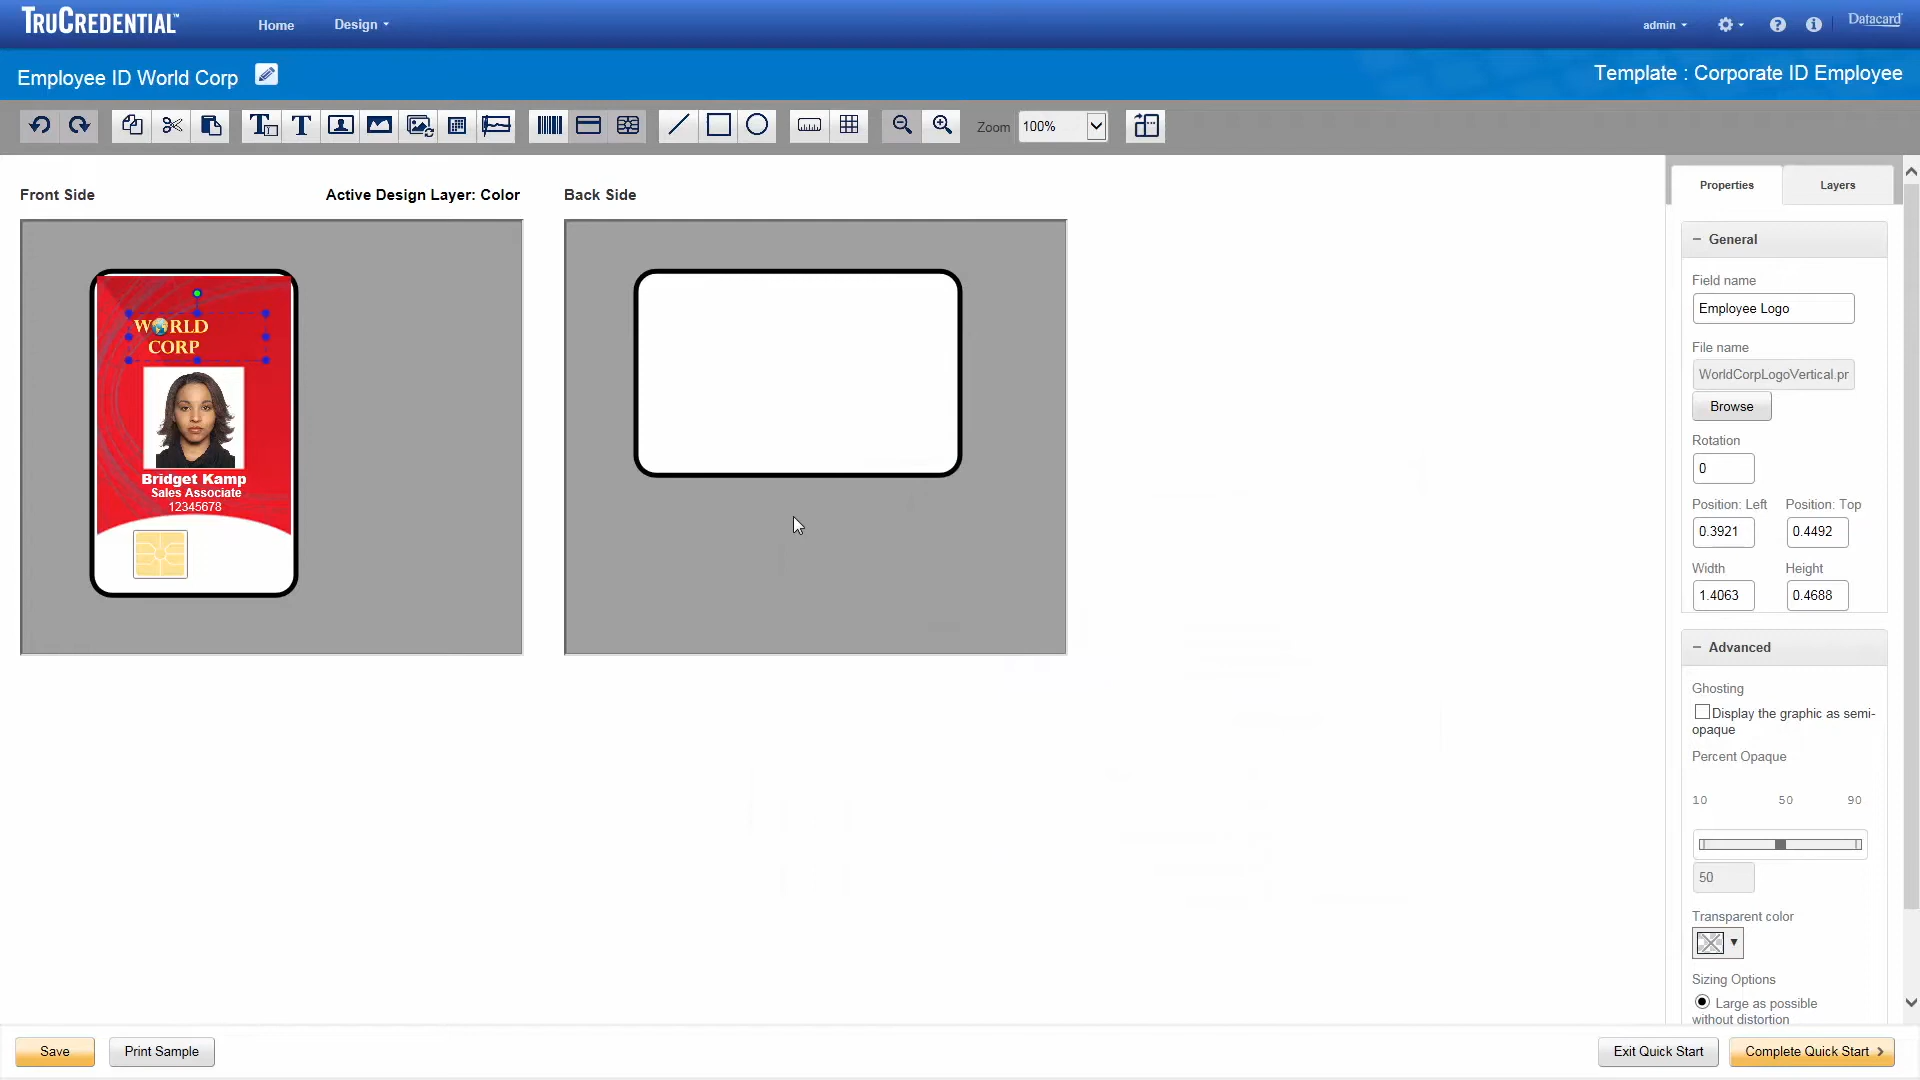 TRUCREDENTIAL™
Home
Design
admin
Datacard
Employee ID World Corp
Template : Corporate ID Employee
Zoom
100%
Front Side
Active Design Layer: Color
Back Side
WORLD
CORP
Bridget Kamp
Sales Associate
12345678
Properties
Layers
General
Field name
Employee Logo
File name
WorldCorpLogoVertical.pr
Browse
Rotation
0
Position: Left
Position: Top
0.3921
0.4492
Width
Height
1.4063
0.4688
Advanced
Ghosting
Display the graphic as semi-
opaque
Percent Opaque
10 50 90
50
Transparent color
Sizing Options
Large as possible
without distortion
Save
Print Sample
Exit Quick Start
Complete Quick Start